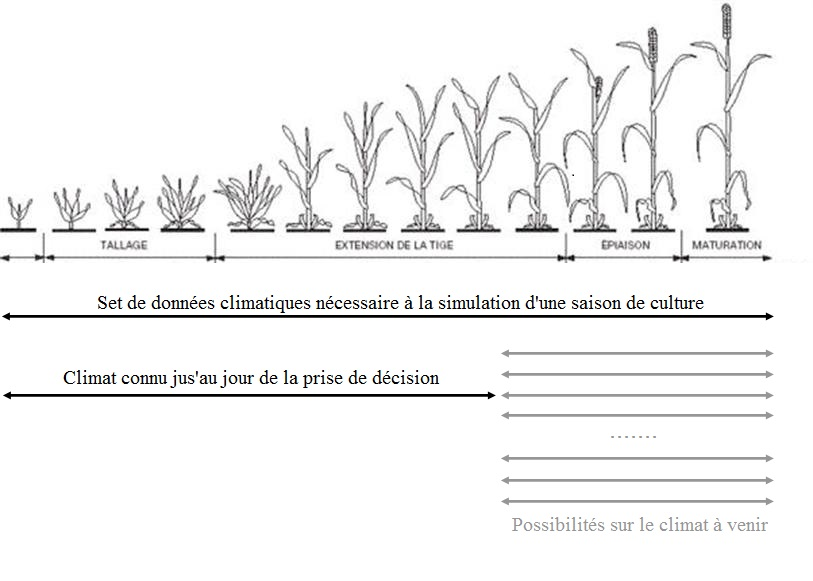 TALLAGE EXTENSION DE LA TIGE ÉPIAISON MATURATION
Set de données climatiques nécessaire à la simulation d'une saison de culture
Climat connu jus'au jour de la prise de décision
.......
Possibilités sur le climat à venir